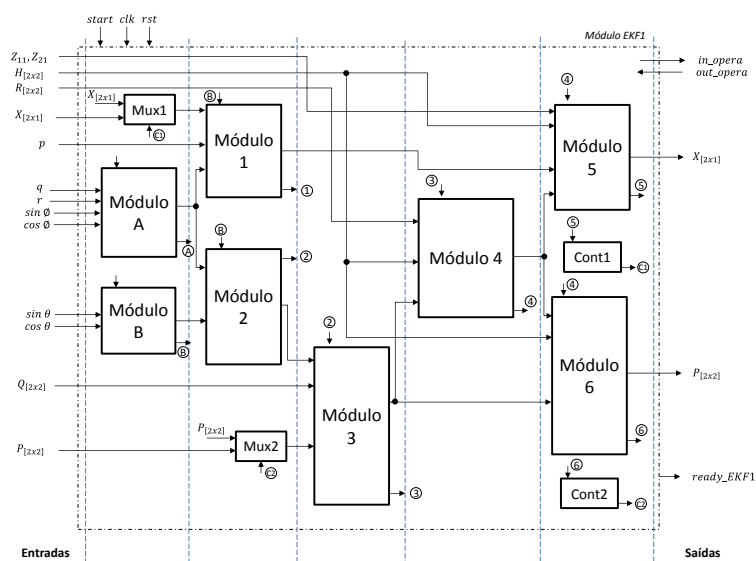 start clk rst
Módulo EKF1
Z11, Z21
H[2x2]
R[2x2]
in_opera
out_opera
X[2x1]
X[2x1]
Mux1
C1
B
Módulo 1
1
p
q
r
sin ∅
cos ∅
Módulo A
A
B
Módulo 2
2
sin θ
cos θ
Módulo B
B
Q[2x2]
P[2x2]
P[2x2]
Mux2
C2
2
Módulo 3
3
3
Módulo 4
4
4
Módulo 5
5
X[2x1]
5
Cont1
C1
4
Módulo 6
6
P[2x2]
6
Cont2
C2
ready_EKF1
Entradas
Saídas